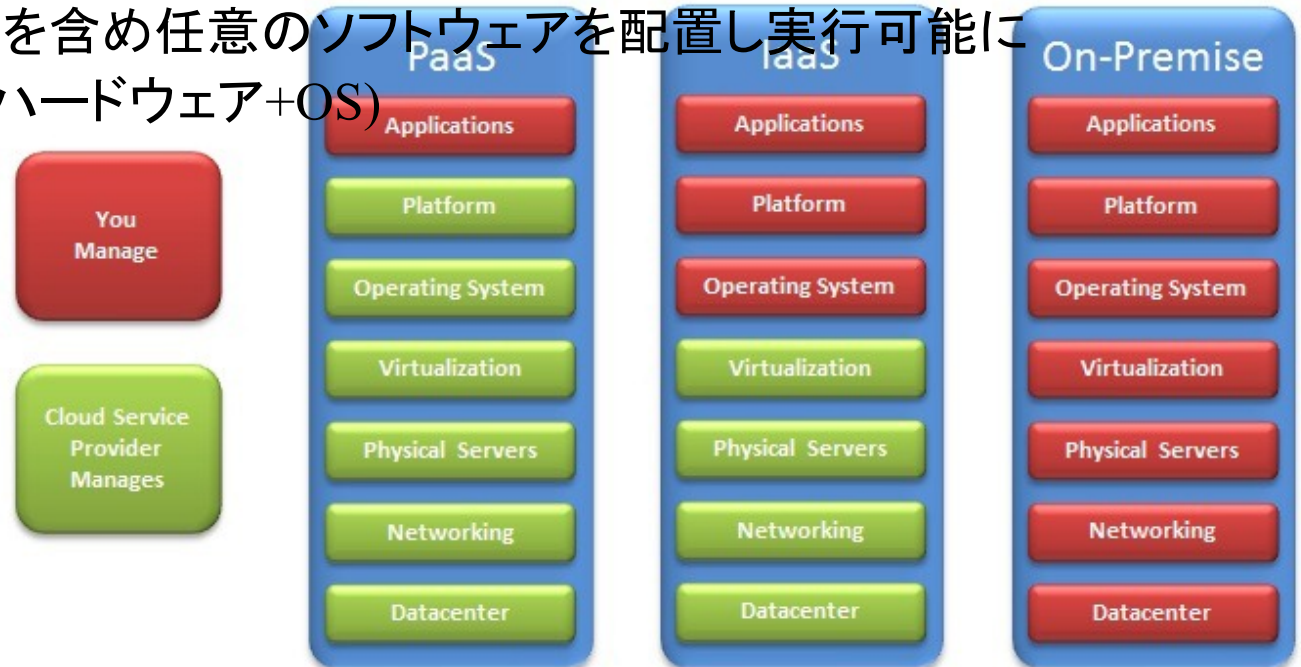 を含め任意のソフトウェアを配置し実行可能に
ハードウェア+OS)
You
Manage
Cloud Service
Provider
Manages
PaaS
Applications
Platform
Operating System
Virtualization
Physical Servers
Networking
Datacenter
IaaS
Applications
Platform
Operating System
Virtualization
Physical Servers
Networking
Datacenter
On-Premise
Applications
Platform
Operating System
Virtualization
Physical Servers
Networking
Datacenter